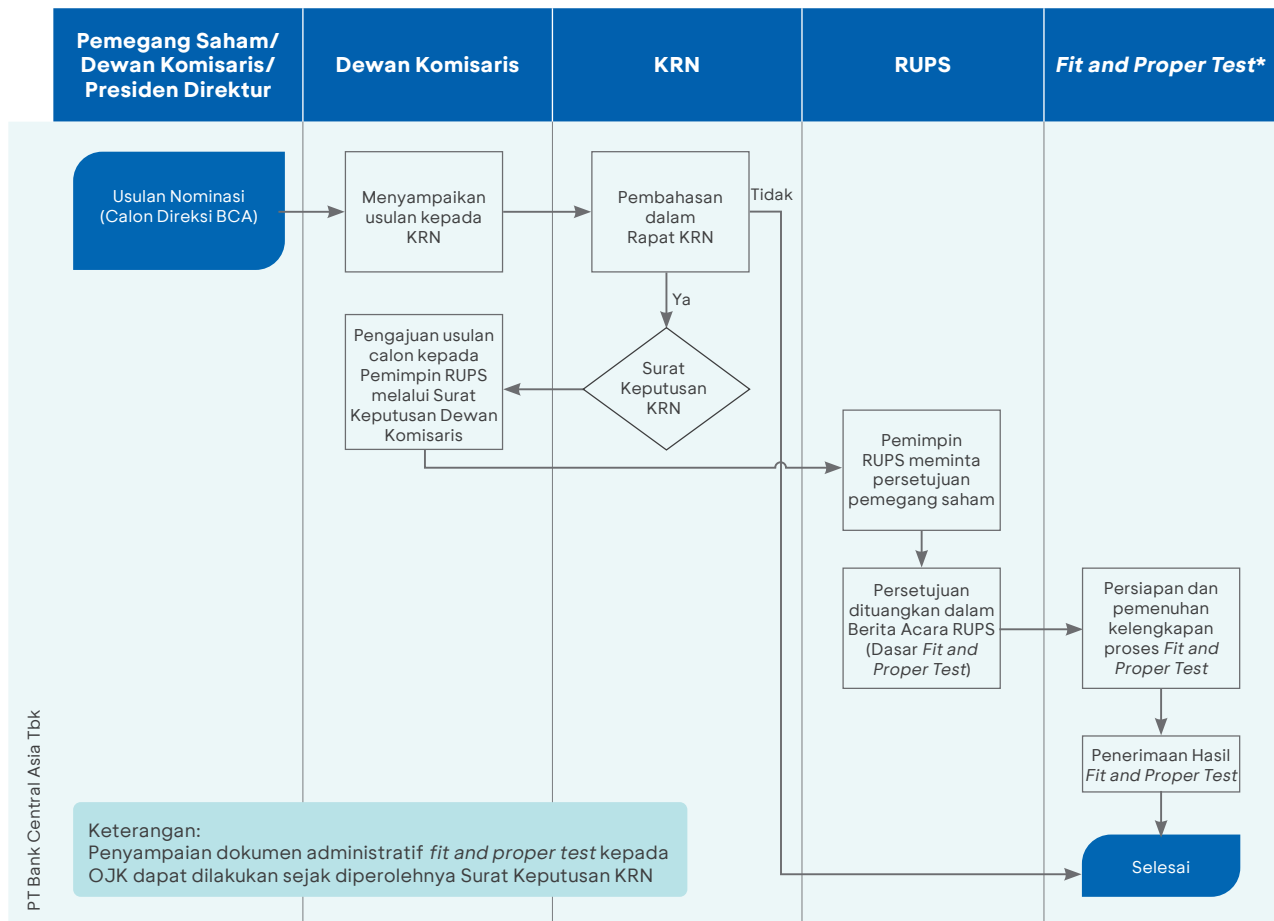 Pemegang Saham/
Dewan Komisaris/
Presiden Direktur
Dewan Komisaris
KRN
RUPS
Fit and Proper Test*
Usulan Nominasi
(Calon Direksi BCA)
Menyampaikan
usulan kepada
KRN
Pembahasan
dalam
Rapat KRN
Tidak
Ya
Surat
Keputusan
KRN
Pengajuan usulan
calon kepada
Pemimpin RUPS
melalui Surat
Keputusan Dewan
Komisaris
Pemimpin
RUPS meminta
persetujuan
pemegang saham
Persetujuan
dituangkan dalam
Berita Acara RUPS
(Dasar Fit and
Proper Test)
Persiapan dan
pemenuhan
kelengkapan
proses Fit and
Proper Test
Penerimaan Hasil
Fit and Proper Test
Selesai
Keterangan:
Penyampaian dokumen administratif fit and proper test kepada
OJK dapat dilakukan sejak diperolehnya Surat Keputusan KRN
PT Bank Central Asia Tbk